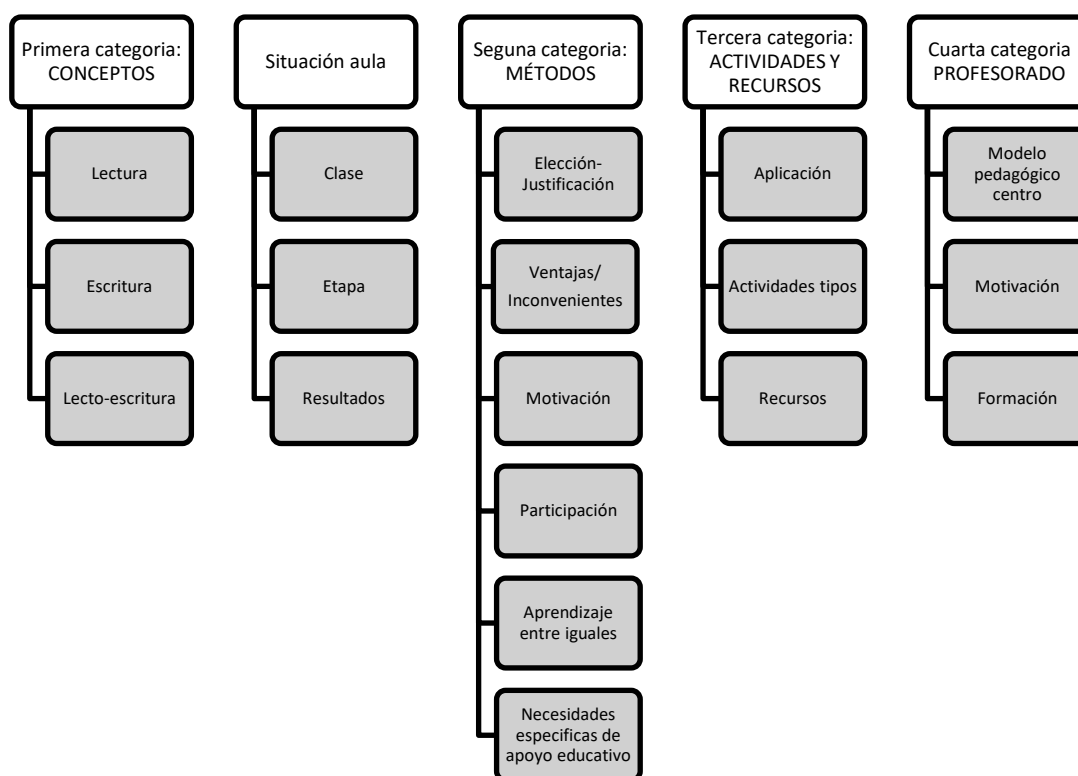 Primera categoria:
CONCEPTOS
Lectura
Escritura
Lecto-escritura
Situación aula
Clase
Etapa
Resultados
Seguna categoria:
MÉTODOS
Elección-
Justificación
Ventajas/
Inconvenientes
Motivación
Participación
Aprendizaje
entre iguales
Necesidades
especificas de
apoyo educativo
Tercera categoria:
ACTIVIDADES Y
RECURSOS
Aplicación
Actividades tipos
Recursos
Cuarta categoria
PROFESORADO
Modelo
pedagógico
centro
Motivación
Formación